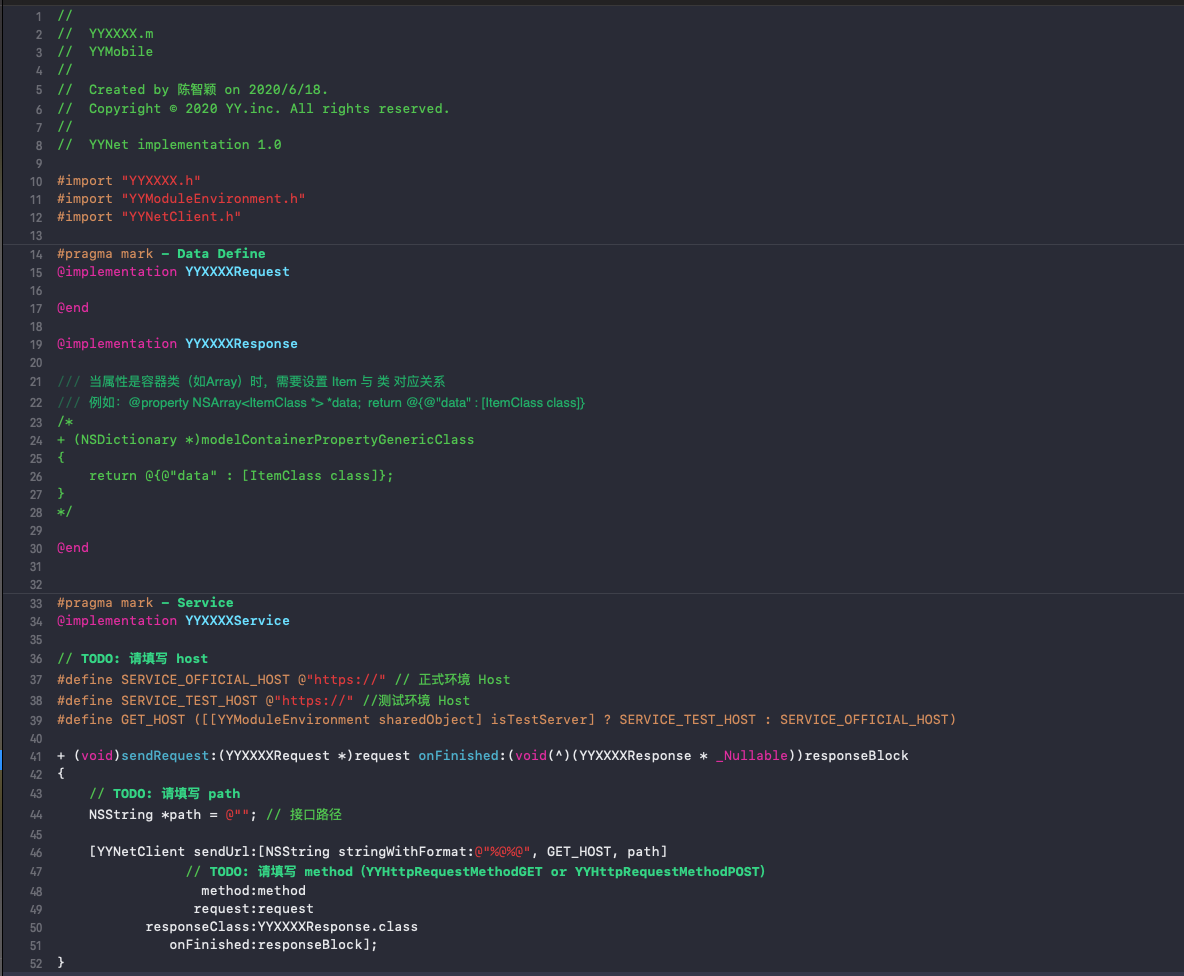 1 //
2 //  YYXXXX.m
3 //  YYMobile
4 //
5 //  Created by 陈智颖 on 2020/6/18.
6 //  Copyright © 2020 YY.inc. All rights reserved.
7 //
8 //  YYNet implementation 1.0
9
10 #import "YYXXXX.h"
11 #import "YYModuleEnvironment.h"
12 #import "YYNetClient.h"
13
14 #pragma mark - Data Define
15 @implementation YYXXXXRequest
16
17 @end
18
19 @implementation YYXXXXResponse
20
21 /// 当属性是容器类（如Array）时，需要设置 Item 与 类 对应关系
22 /// 例如：@property NSArray<ItemClass *> *data;  return @{@"data" : [ItemClass class]}
23 /*
24 + (NSDictionary *)modelContainerPropertyGenericClass
25 {
26     return @{@"data" : [ItemClass class]};
27 }
28 */
29
30 @end
31
32
33 #pragma mark - Service
34 @implementation YYXXXXService
35
36 // TODO: 请填写 host
37 #define SERVICE_OFFICIAL_HOST @"https://" // 正式环境 Host
38 #define SERVICE_TEST_HOST @"https://" //测试环境 Host
39 #define GET_HOST ([[YYModuleEnvironment sharedObject] isTestServer] ? SERVICE_TEST_HOST : SERVICE_OFFICIAL_HOST)
40
41 + (void)sendRequest:(YYXXXXRequest *)request onFinished:(void(^)(YYXXXXResponse * _Nullable))responseBlock
42 {
43     // TODO: 请填写 path
44     NSString *path = @""; // 接口路径
45
46     [YYNetClient sendUrl:[NSString stringWithFormat:@"%@%@", GET_HOST, path]
47                 // TODO: 请填写 method（YYHttpRequestMethodGET or YYHttpRequestMethodPOST）
48                   method:method
49                  request:request
50            responseClass:YYXXXXResponse.class
51               onFinished:responseBlock];
52 }